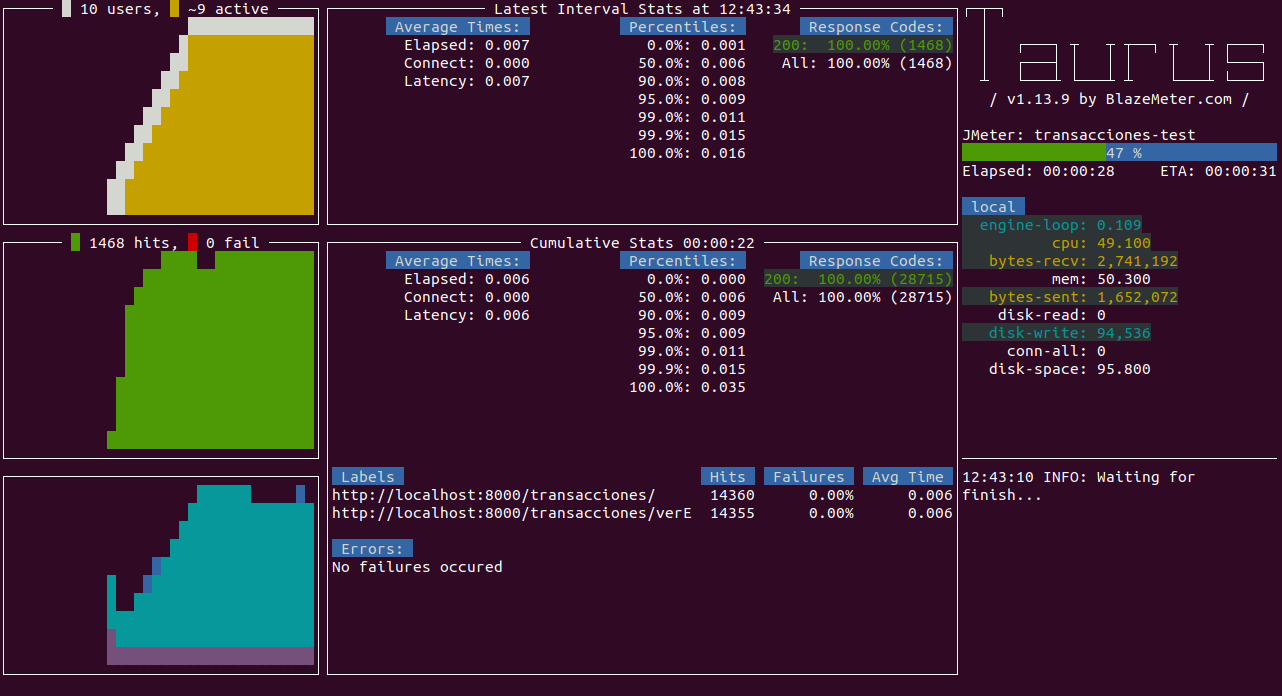 10 users, ~9 active
1468 hits, 0 fail
Latest Interval Stats at 12:43:34
Average Times: Percentiles: Response Codes:
Elapsed: 0.007 0.0%: 0.001 200: 100.00% (1468)
Connect: 0.000 50.0%: 0.006 All: 100.00% (1468)
Latency: 0.007 90.0%: 0.008
95.0%: 0.009
99.0%: 0.011
99.9%: 0.015
100.0%: 0.016
Cumulative Stats 00:00:22
Average Times: Percentiles: Response Codes:
Elapsed: 0.006 0.0%: 0.000 200: 100.00% (28715)
Connect: 0.000 50.0%: 0.006 All: 100.00% (28715)
Latency: 0.006 90.0%: 0.009
95.0%: 0.009
99.0%: 0.011
99.9%: 0.015
100.0%: 0.035
Labels Hits Failures Avg Time
http://localhost:8000/transacciones/ 14360 0.00% 0.006
http://localhost:8000/transacciones/verE 14355 0.00% 0.006
Errors:
No failures occured
Taurus
/ v1.13.9 by BlazeMeter.com /
JMeter: transacciones-test
47 %
Elapsed: 00:00:28 ETA: 00:00:31
local
engine-loop: 0.109
cpu: 49.100
bytes-recv: 2,741,192
mem: 50.300
bytes-sent: 1,652,072
disk-read: 0
disk-write: 94,536
conn-all: 0
disk-space: 95.800
12:43:10 INFO: Waiting for
finish...